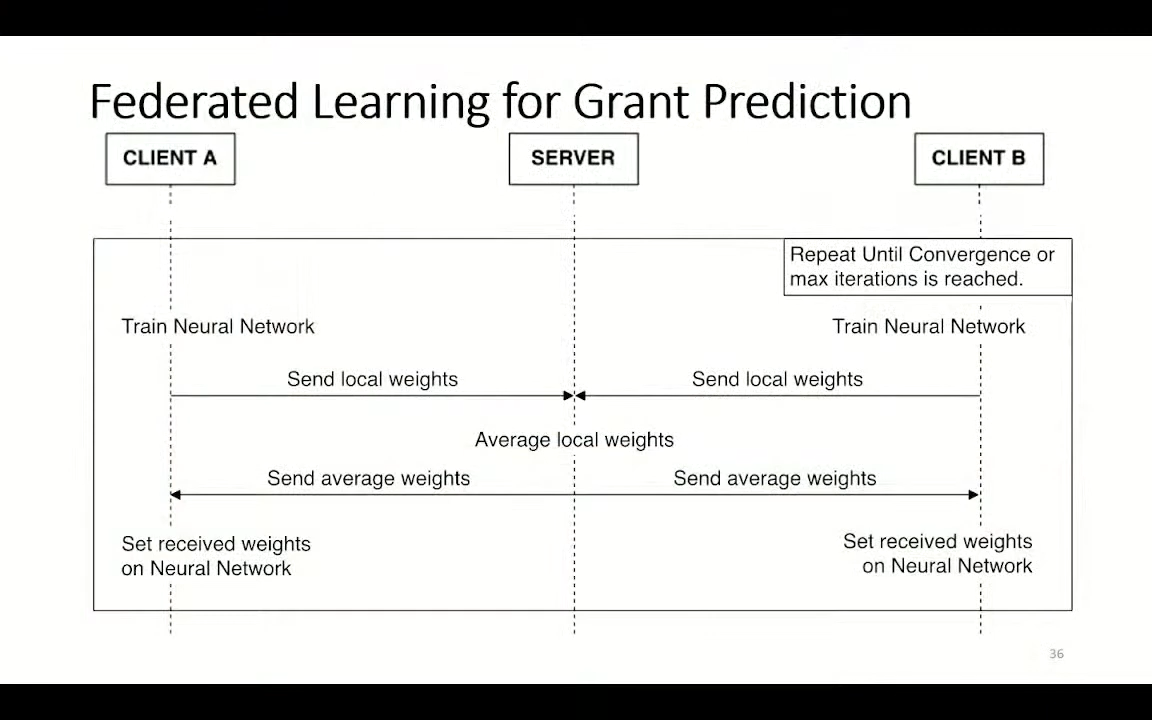 Federated Learning for Grant Prediction
CLIENT A
SERVER
CLIENT B
Repeat Until Convergence or
max iterations is reached.
Train Neural Network
Train Neural Network
Send local weights
Send local weights
Average local weights
Send average weights
Send average weights
Set received weights
on Neural Network
Set received weights
on Neural Network
36